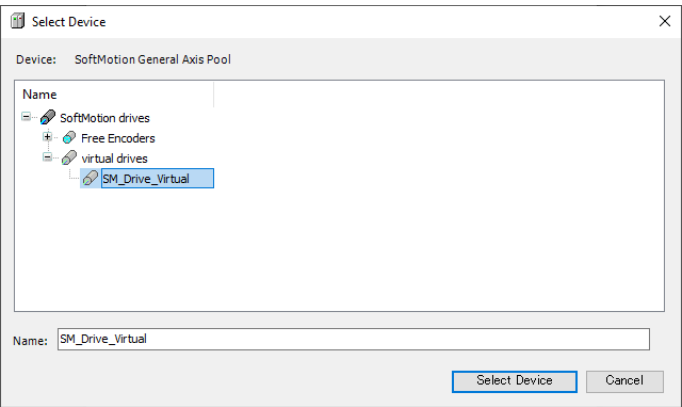 Select Device
Device: SoftMotion General Axis Pool
Name
SoftMotion drives
Free Encoders
virtual drives
SM_Drive_Virtual
Name: SM_Drive_Virtual
Select Device Cancel